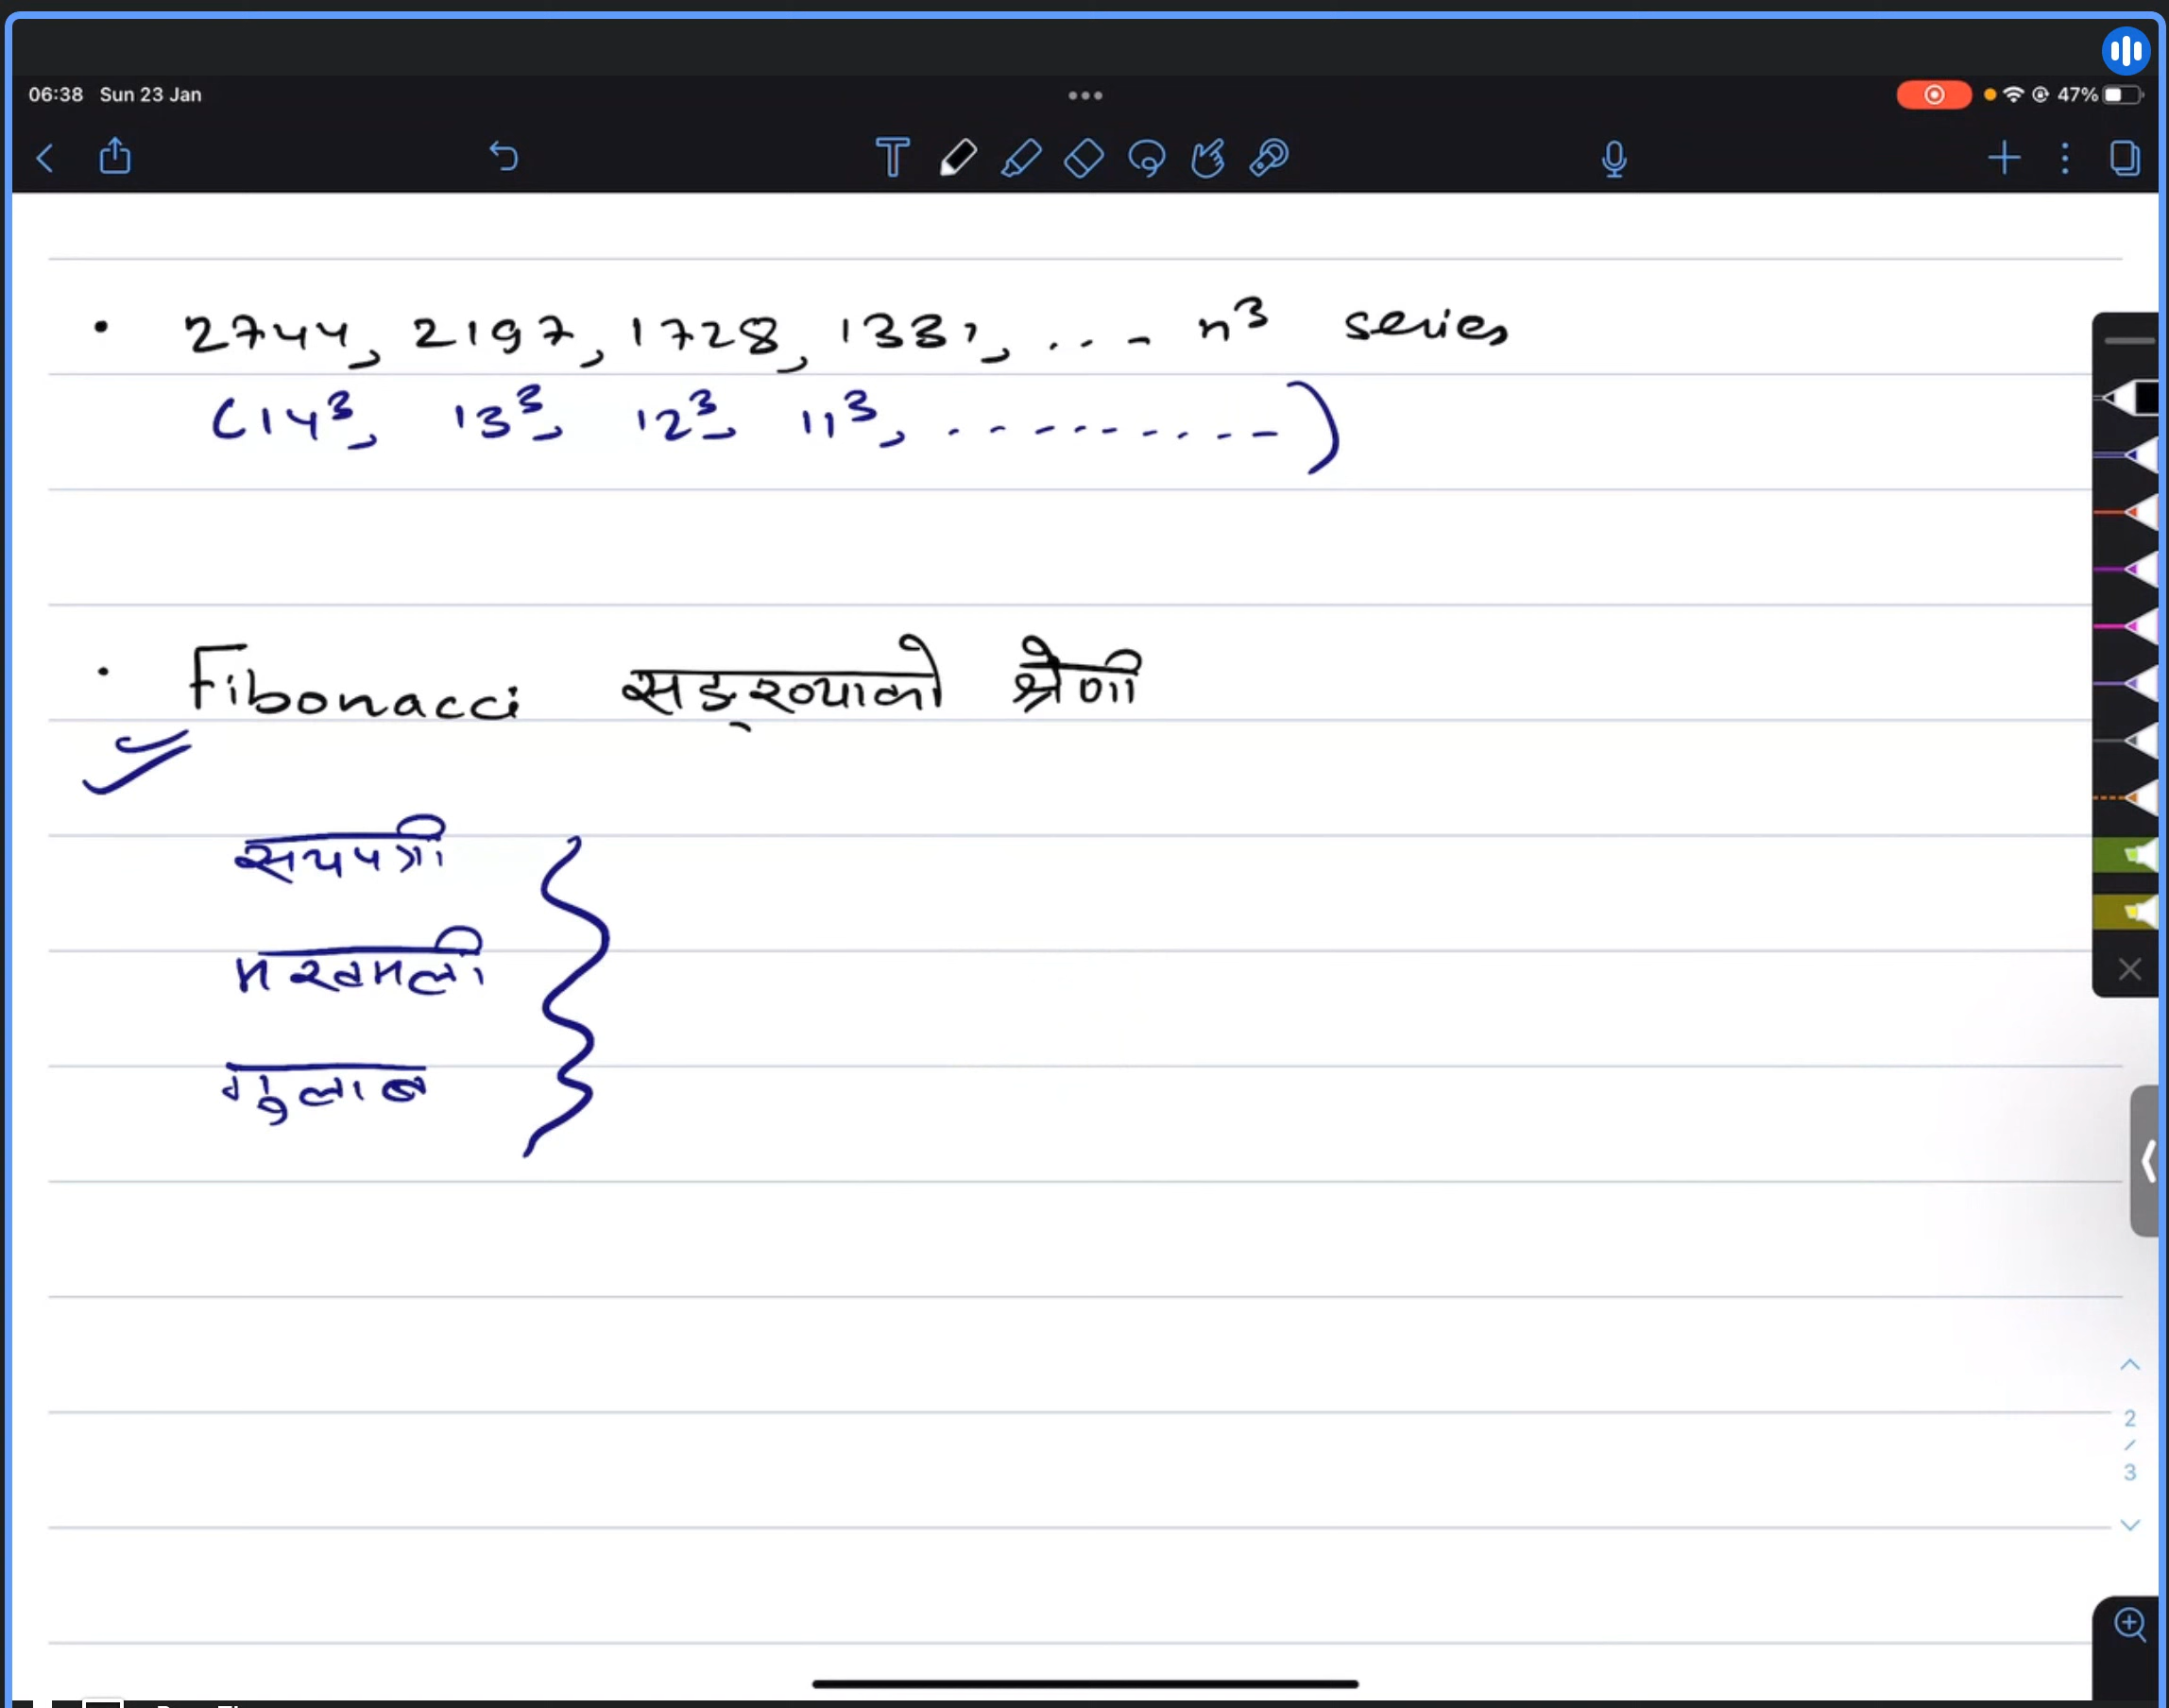 06:38 Sun 23 Jan
47%
• 2744, 2197, 1728, 1331, ... n³ series
(14³, 13³, 12³, 11³, ..........)
• Fibonacci सङ्ख्याको श्रेणी
सयपत्री
मखमली
गुलाब
2
/
3